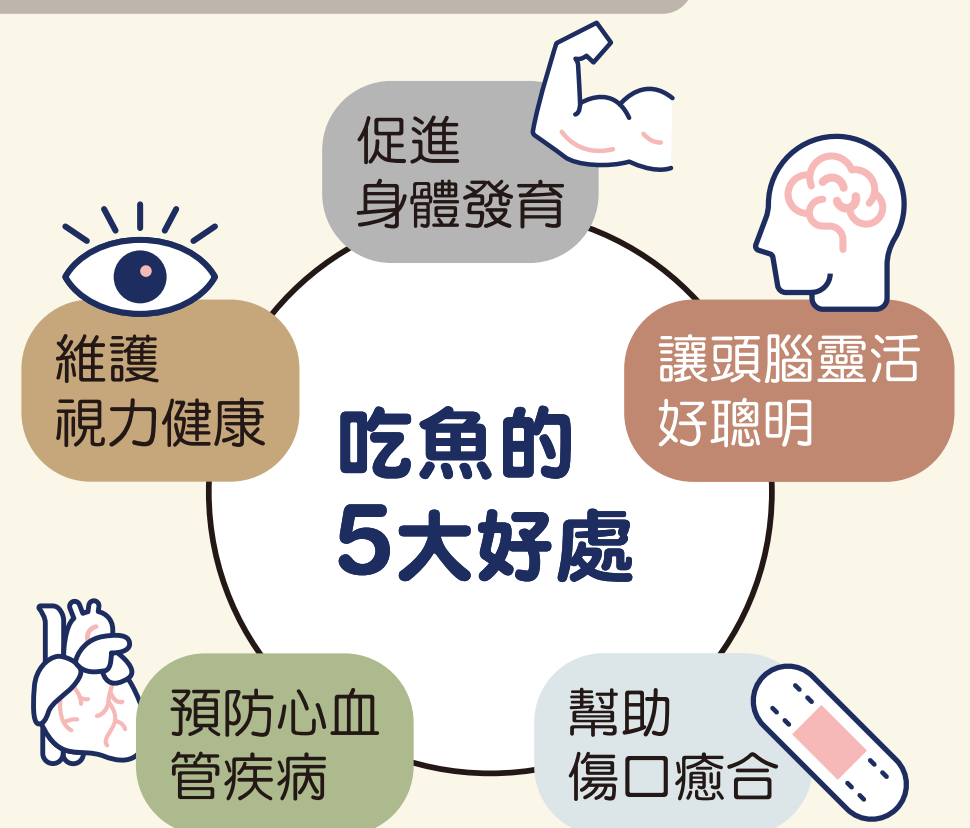 促進
身體發育
維護
視力健康
讓頭腦靈活
好聰明
吃魚的
5大好處
預防心血
管疾病
幫助
傷口癒合